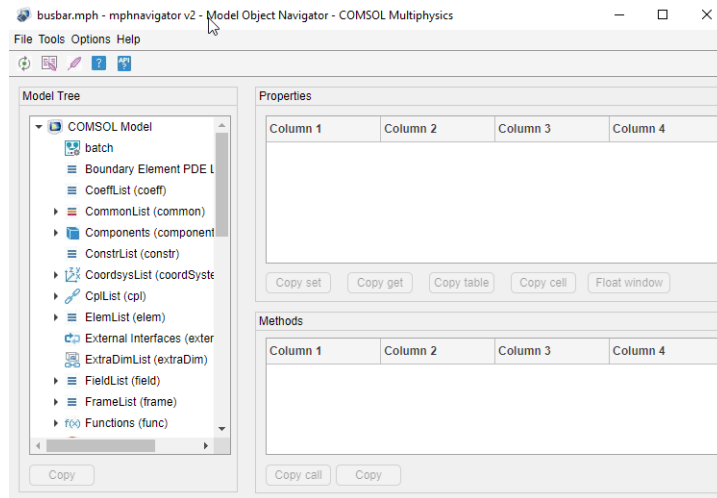 busbar.mph - mphnavigator v2 - Model Object Navigator - COMSOL Multiphysics
File Tools Options Help
API
Model Tree
COMSOL Model
batch
Boundary Element PDE L
CoeffList (coeff)
CommonList (common)
Components (component
ConstrList (constr)
CoordsysList (coordSyste
CplList (cpl)
ElemList (elem)
External Interfaces (exter
ExtraDimList (extraDim)
FieldList (field)
FrameList (frame)
f(x) Functions (func)
Copy
Properties
Column 1 Column 2 Column 3 Column 4
Copy set Copy get Copy table Copy cell Float window
Methods
Column 1 Column 2 Column 3 Column 4
Copy call Copy